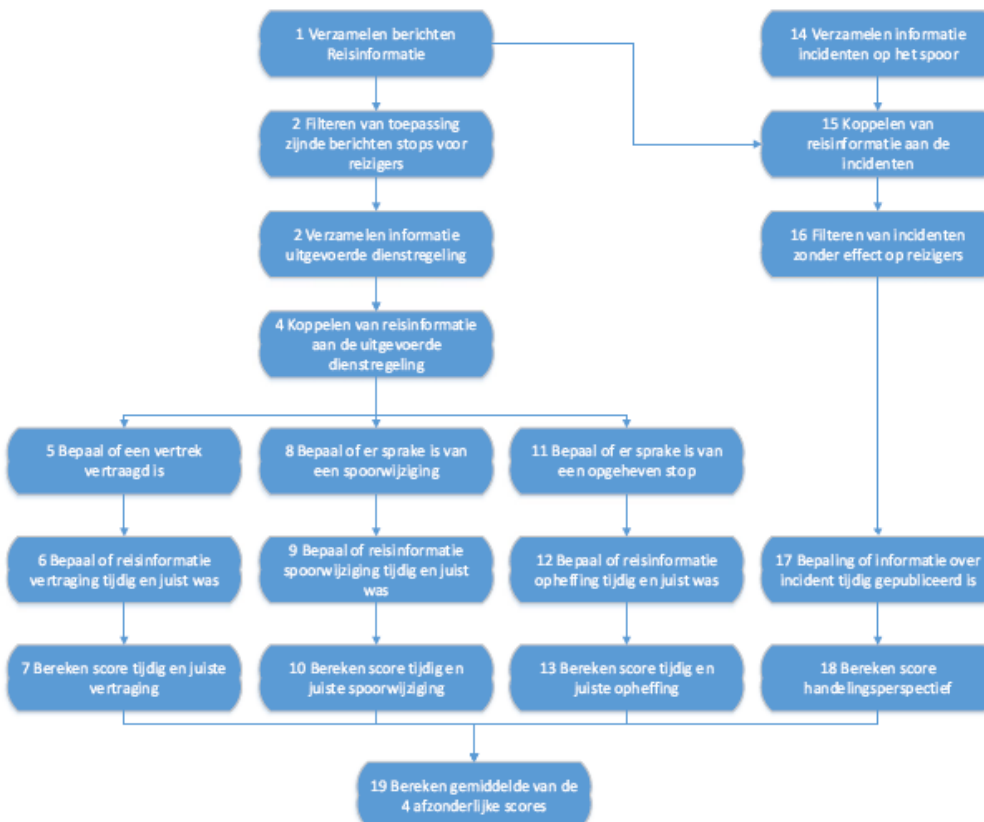 1 Verzamelen berichten
Reisinformatie
14 Verzamelen informatie
incidenten op het spoor
2 Filteren van toepassing
zijnde berichten stops voor
reizigers
15 Koppelen van
reisinformatie aan de
incidenten
2 Verzamelen informatie
uitgevoerde dienstregeling
16 Filteren van incidenten
zonder effect op reizigers
4 Koppelen van reisinformatie
aan de uitgevoerde
dienstregeling
5 Bepaal of een vertrek
vertraagd is
8 Bepaal of er sprake is van
een spoorwijziging
11 Bepaal of er sprake is van
een opgeheven stop
6 Bepaal of reisinformatie
vertraging tijdig en juist was
9 Bepaal of reisinformatie
spoorwijziging tijdig en juist
was
12 Bepaal of reisinformatie
opheffing tijdig en juist was
17 Bepaling of informatie over
incident tijdig gepubliceerd is
7 Bereken score tijdig en juiste
vertraging
10 Bereken score tijdig en
juiste spoorwijziging
13 Bereken score tijdig en
juiste opheffing
18 Bereken score
handelingsperspectief
19 Bereken gemiddelde van de
4 afzonderlijke scores